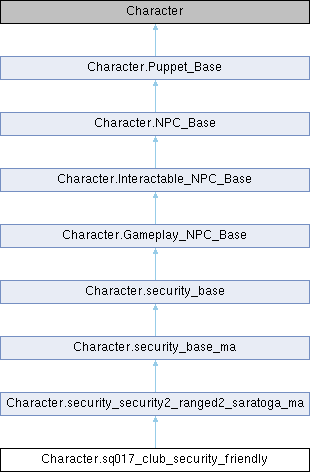 Character
Character.Puppet_Base
Character.NPC_Base
Character.Interactable_NPC_Base
Character.Gameplay_NPC_Base
Character.security_base
Character.security_base_ma
Character.security_security2_ranged2_saratoga_ma
Character.sq017_club_security_friendly